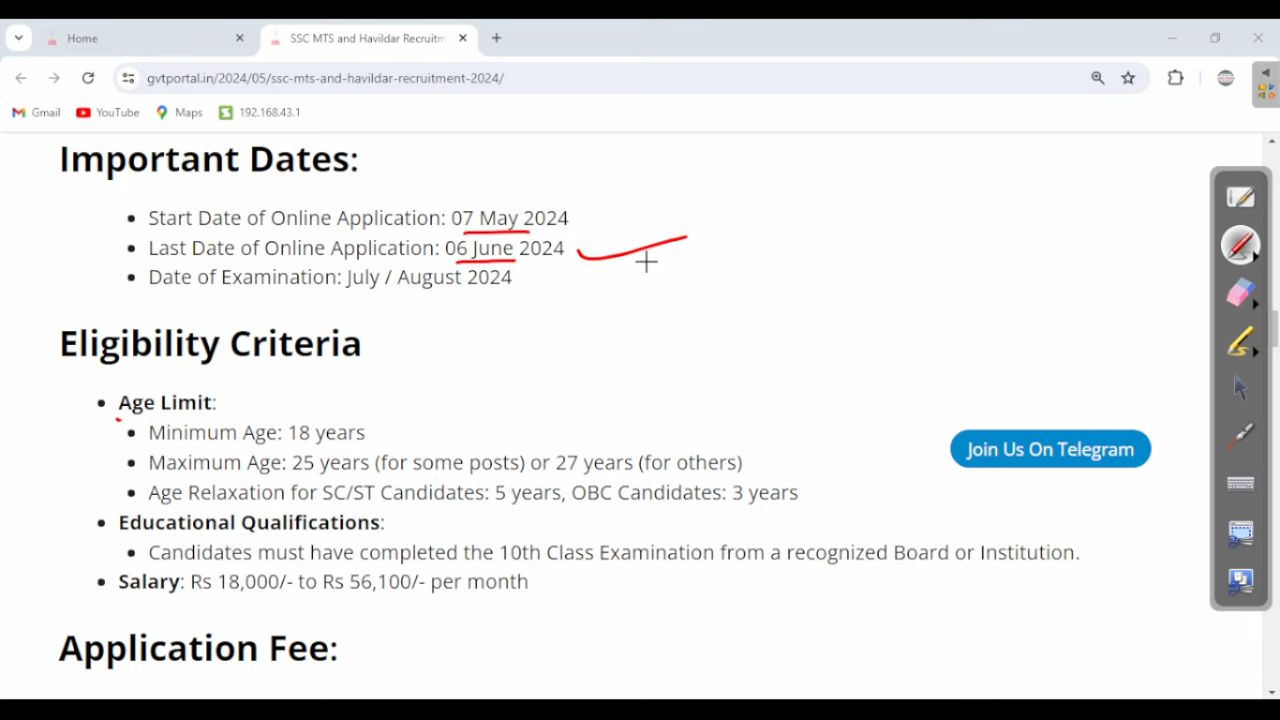 Home
SSC MTS and Havildar Recruitm
gvtportal.in/2024/05/ssc-mts-and-havildar-recruitment-2024/
Gmail YouTube Maps 192.168.43.1
Important Dates:
Start Date of Online Application: 07 May 2024
Last Date of Online Application: 06 June 2024
Date of Examination: July / August 2024
Eligibility Criteria
Age Limit:
Minimum Age: 18 years
Maximum Age: 25 years (for some posts) or 27 years (for others)
Join Us On Telegram
Age Relaxation for SC/ST Candidates: 5 years, OBC Candidates: 3 years
Educational Qualifications:
Candidates must have completed the 10th Class Examination from a recognized Board or Institution.
Salary: Rs 18,000/- to Rs 56,100/- per month
Application Fee: